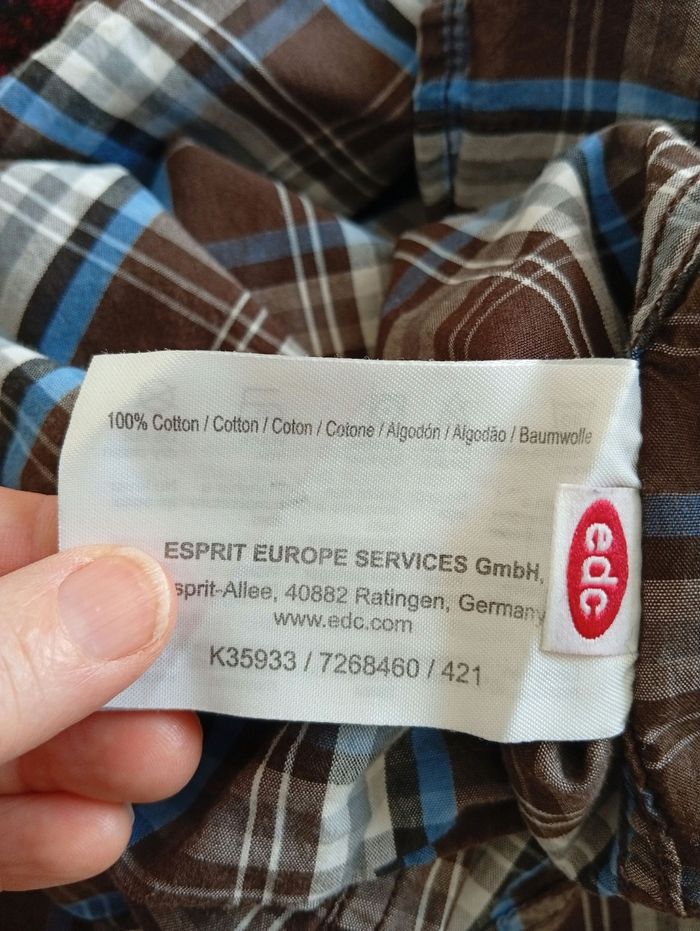 100% Cotton / Cotton / Coton / Cotone / Algodón / Algodão / Baumwolle
ESPRIT EUROPE SERVICES GmbH,
sprit-Allee, 40882 Ratingen, Germany
www.edc.com
K35933 / 7268460 / 421
edc